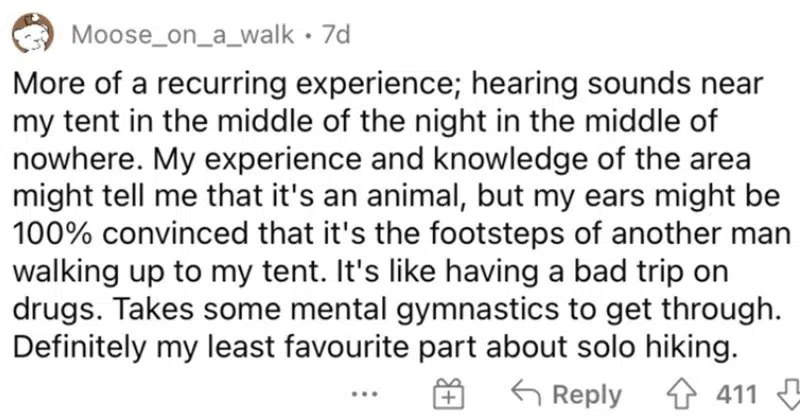 Moose_on_a_walk • 7d
More of a recurring experience; hearing sounds near
my tent in the middle of the night in the middle of
nowhere. My experience and knowledge of the area
might tell me that it's an animal, but my ears might be
100% convinced that it's the footsteps of another man
walking up to my tent. It's like having a bad trip on
drugs. Takes some mental gymnastics to get through.
Definitely my least favourite part about solo hiking.
... Reply 411